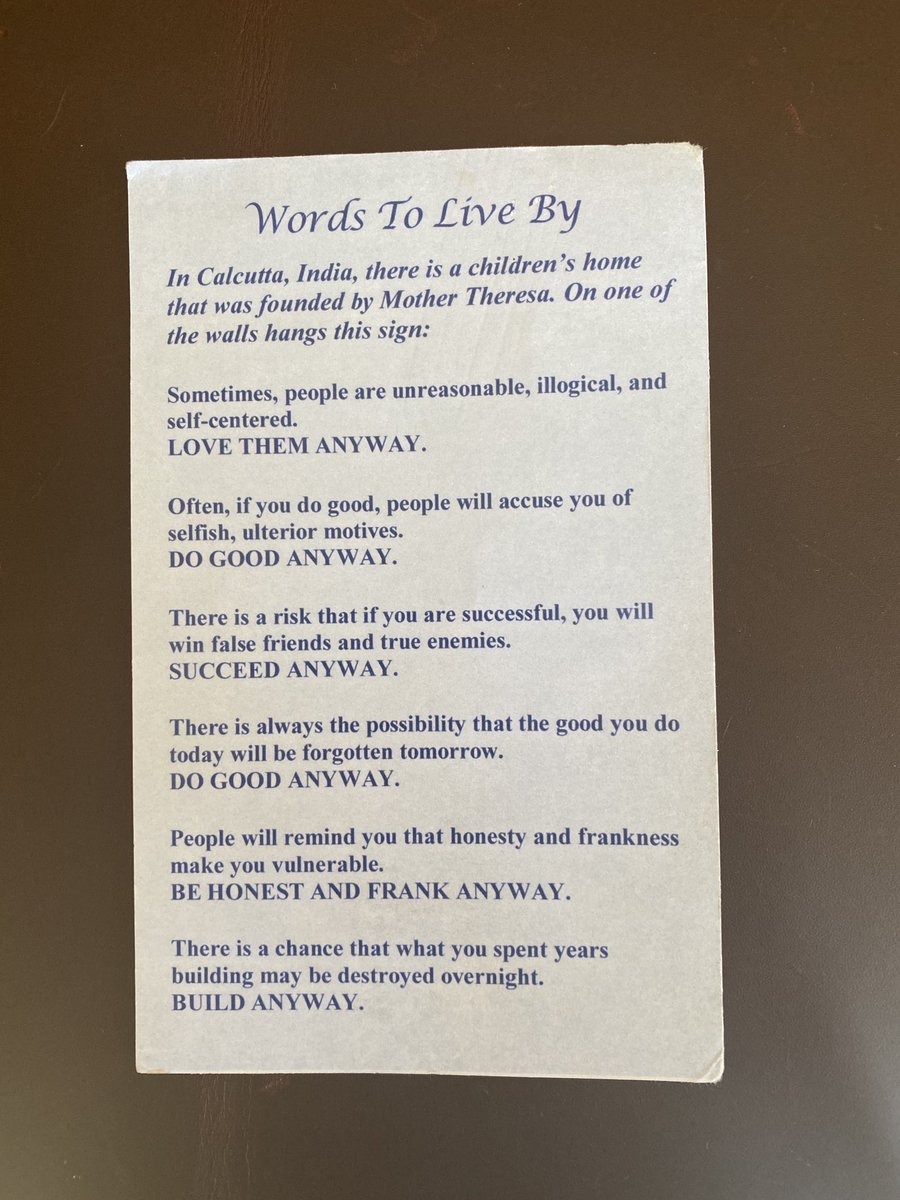 Words To Live By
In Calcutta, India, there is a children's home
that was founded by Mother Theresa. On one of
the walls hangs this sign:
Sometimes, people are unreasonable, illogical, and
self-centered.
LOVE THEM ANYWAY.
Often, if you do good, people will accuse you of
selfish, ulterior motives.
DO GOOD ANYWAY.
There is a risk that if you are successful, you will
win false friends and true enemies.
SUCCEED ANYWAY.
There is always the possibility that the good you do
today will be forgotten tomorrow.
DO GOOD ANYWAY.
People will remind you that honesty and frankness
make you vulnerable.
BE HONEST AND FRANK ANYWAY.
There is a chance that what you spent years
building may be destroyed overnight.
BUILD ANYWAY.